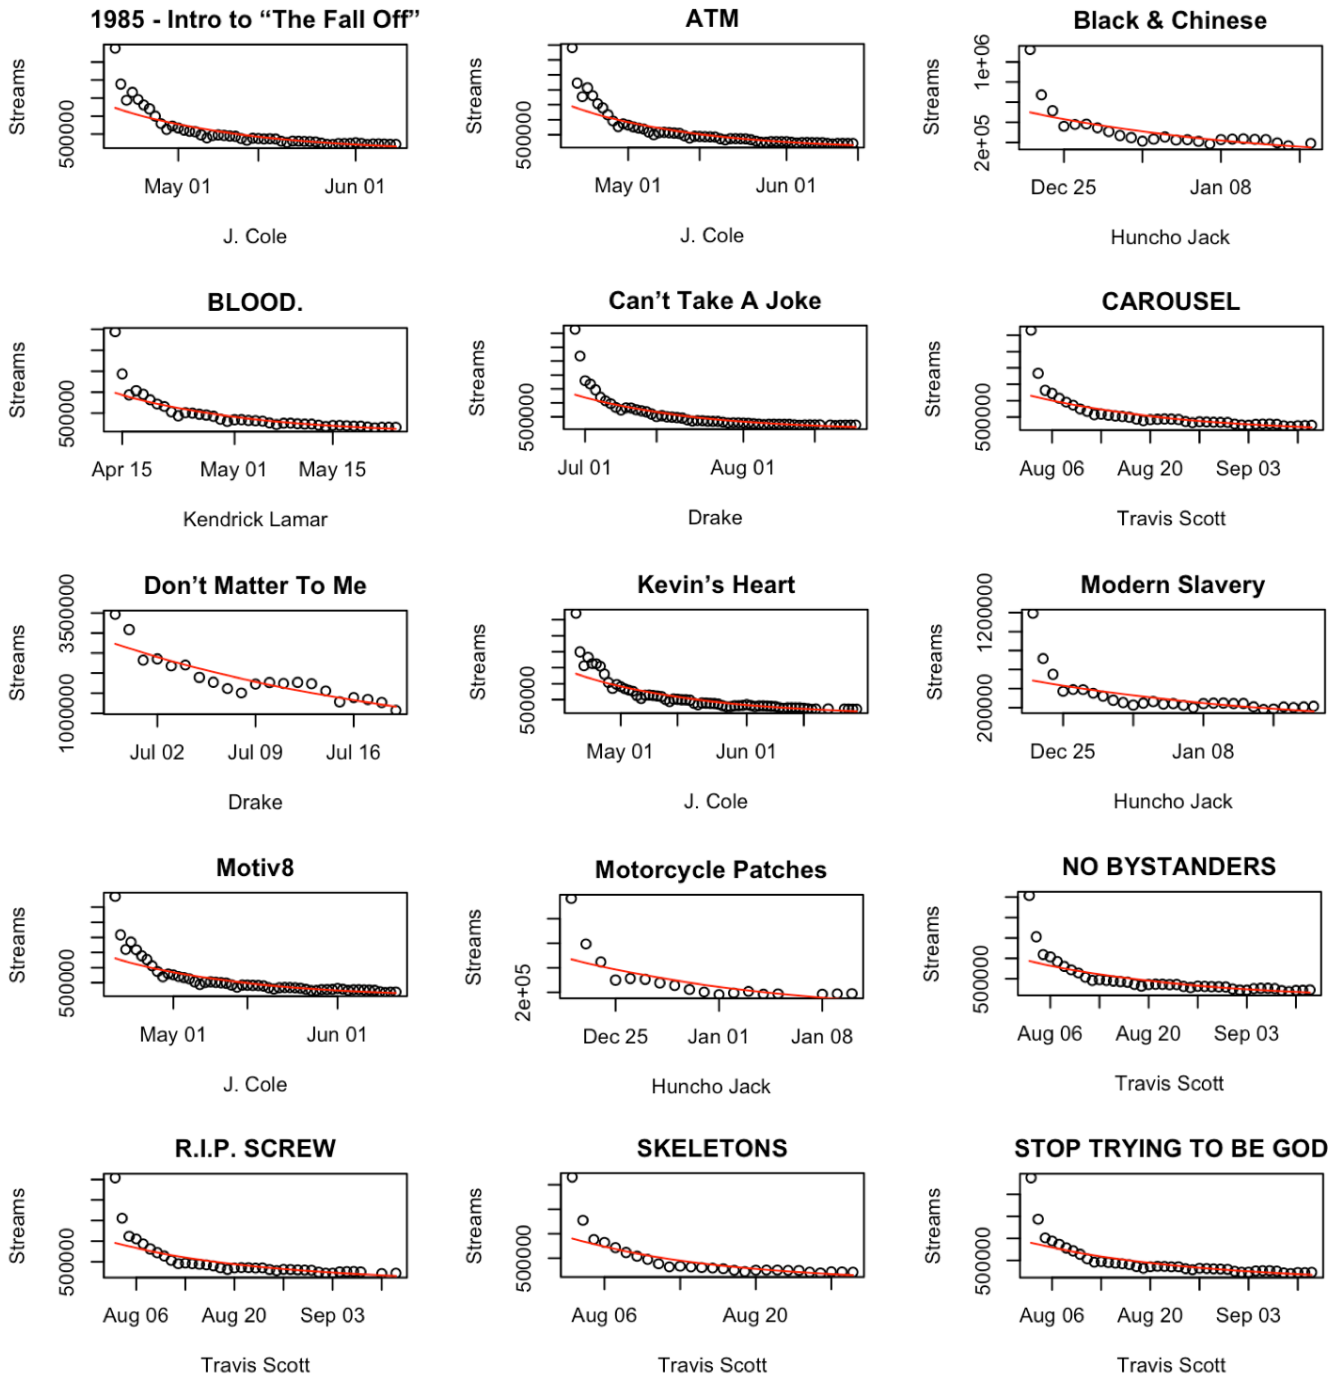 1985 - Intro to “The Fall Off”
Streams
500000
May 01 Jun 01
J. Cole
ATM
Streams
500000
May 01 Jun 01
J. Cole
Black & Chinese
Streams
2e+05 1e+06
Dec 25 Jan 08
Huncho Jack
BLOOD.
Streams
500000
Apr 15 May 01 May 15
Kendrick Lamar
Can’t Take A Joke
Streams
500000
Jul 01 Aug 01
Drake
CAROUSEL
Streams
500000
Aug 06 Aug 20 Sep 03
Travis Scott
Don’t Matter To Me
Streams
1000000 3500000
Jul 02 Jul 09 Jul 16
Drake
Kevin’s Heart
Streams
500000
May 01 Jun 01
J. Cole
Modern Slavery
Streams
200000 1200000
Dec 25 Jan 08
Huncho Jack
Motiv8
Streams
500000
May 01 Jun 01
J. Cole
Motorcycle Patches
Streams
2e+05
Dec 25 Jan 01 Jan 08
Huncho Jack
NO BYSTANDERS
Streams
500000
Aug 06 Aug 20 Sep 03
Travis Scott
R.I.P. SCREW
Streams
500000
Aug 06 Aug 20 Sep 03
Travis Scott
SKELETONS
Streams
500000
Aug 06 Aug 20
Travis Scott
STOP TRYING TO BE GOD
Streams
500000
Aug 06 Aug 20 Sep 03
Travis Scott